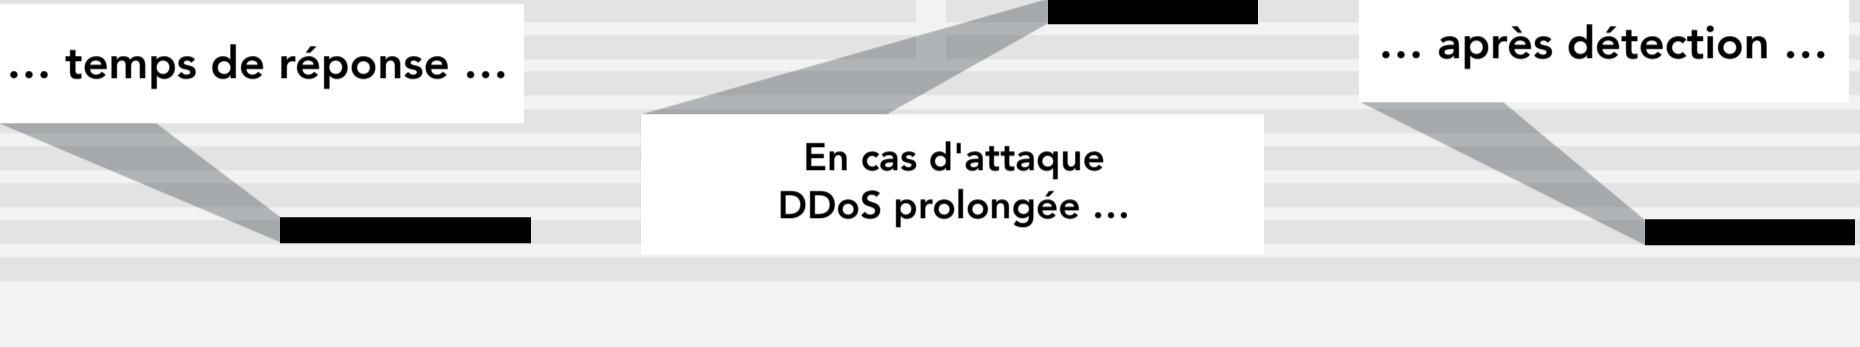 ... temps de réponse ...
En cas d'attaque
DDoS prolongée ...
... après détection ...